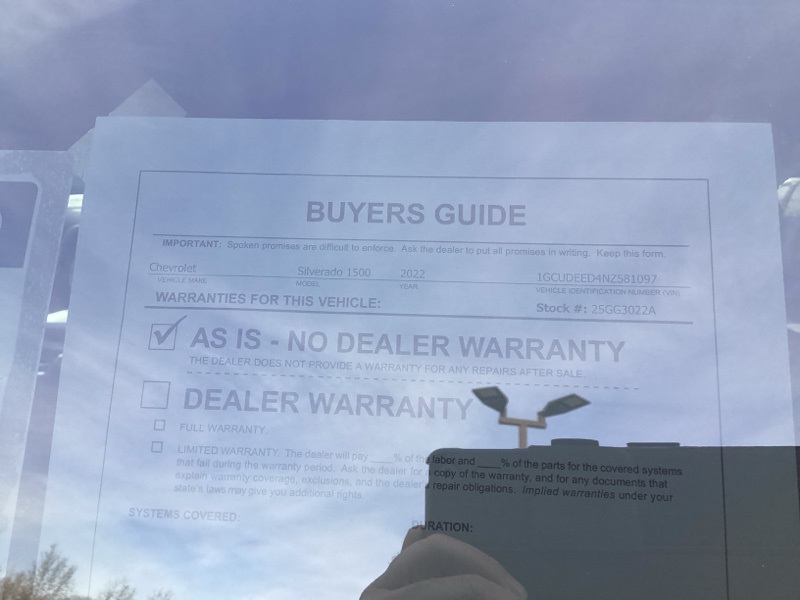 BUYERS GUIDE
IMPORTANT: Spoken promises are difficult to enforce. Ask the dealer to put all promises in writing. Keep this form.
Chevrolet Silverado 1500 2022 1GCUDEED4NZ581097
VEHICLE MAKE MODEL YEAR VEHICLE IDENTIFICATION NUMBER (VIN)
WARRANTIES FOR THIS VEHICLE: Stock #: 25GG3022A
AS IS - NO DEALER WARRANTY
THE DEALER DOES NOT PROVIDE A WARRANTY FOR ANY REPAIRS AFTER SALE.
DEALER WARRANTY
FULL WARRANTY.
LIMITED WARRANTY. The dealer will pay ____% of the labor and ____% of the parts for the covered systems
that fail during the warranty period. Ask the dealer for a copy of the warranty, and for any documents that
explain warranty coverage, exclusions, and the dealer's repair obligations. Implied warranties under your
state's laws may give you additional rights.
SYSTEMS COVERED: DURATION: